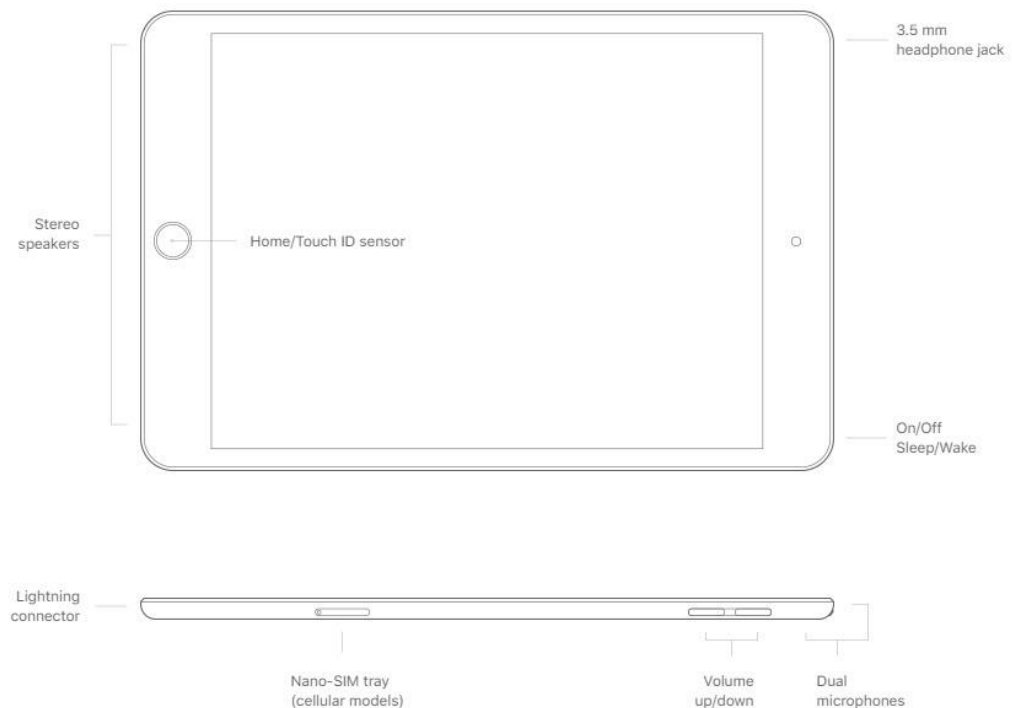 3.5 mm
headphone jack
Stereo
speakers
Home/Touch ID sensor
On/Off
Sleep/Wake
Lightning
connector
Nano-SIM tray
(cellular models)
Volume
up/down
Dual
microphones